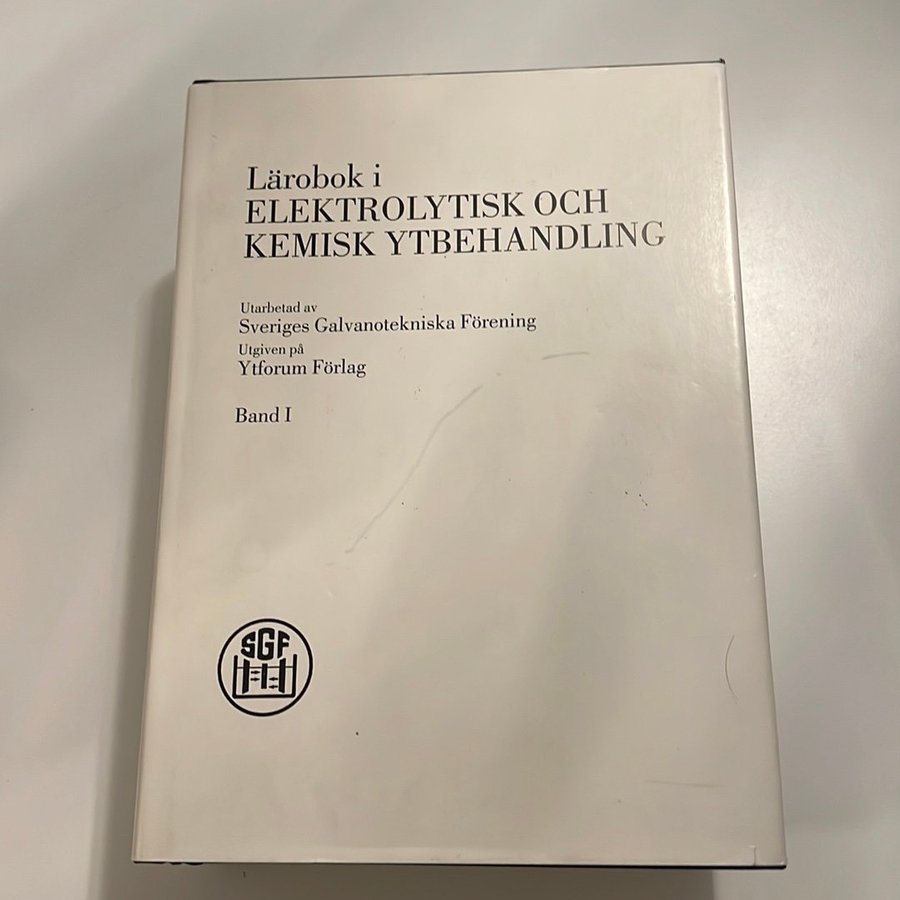 Lärobok i
ELEKTROLYTISK OCH
KEMISK YTBEHANDLING
Utarbetad av
Sveriges Galvanotekniska Förening
Utgiven på
Ytforum Förlag
Band I
SGF